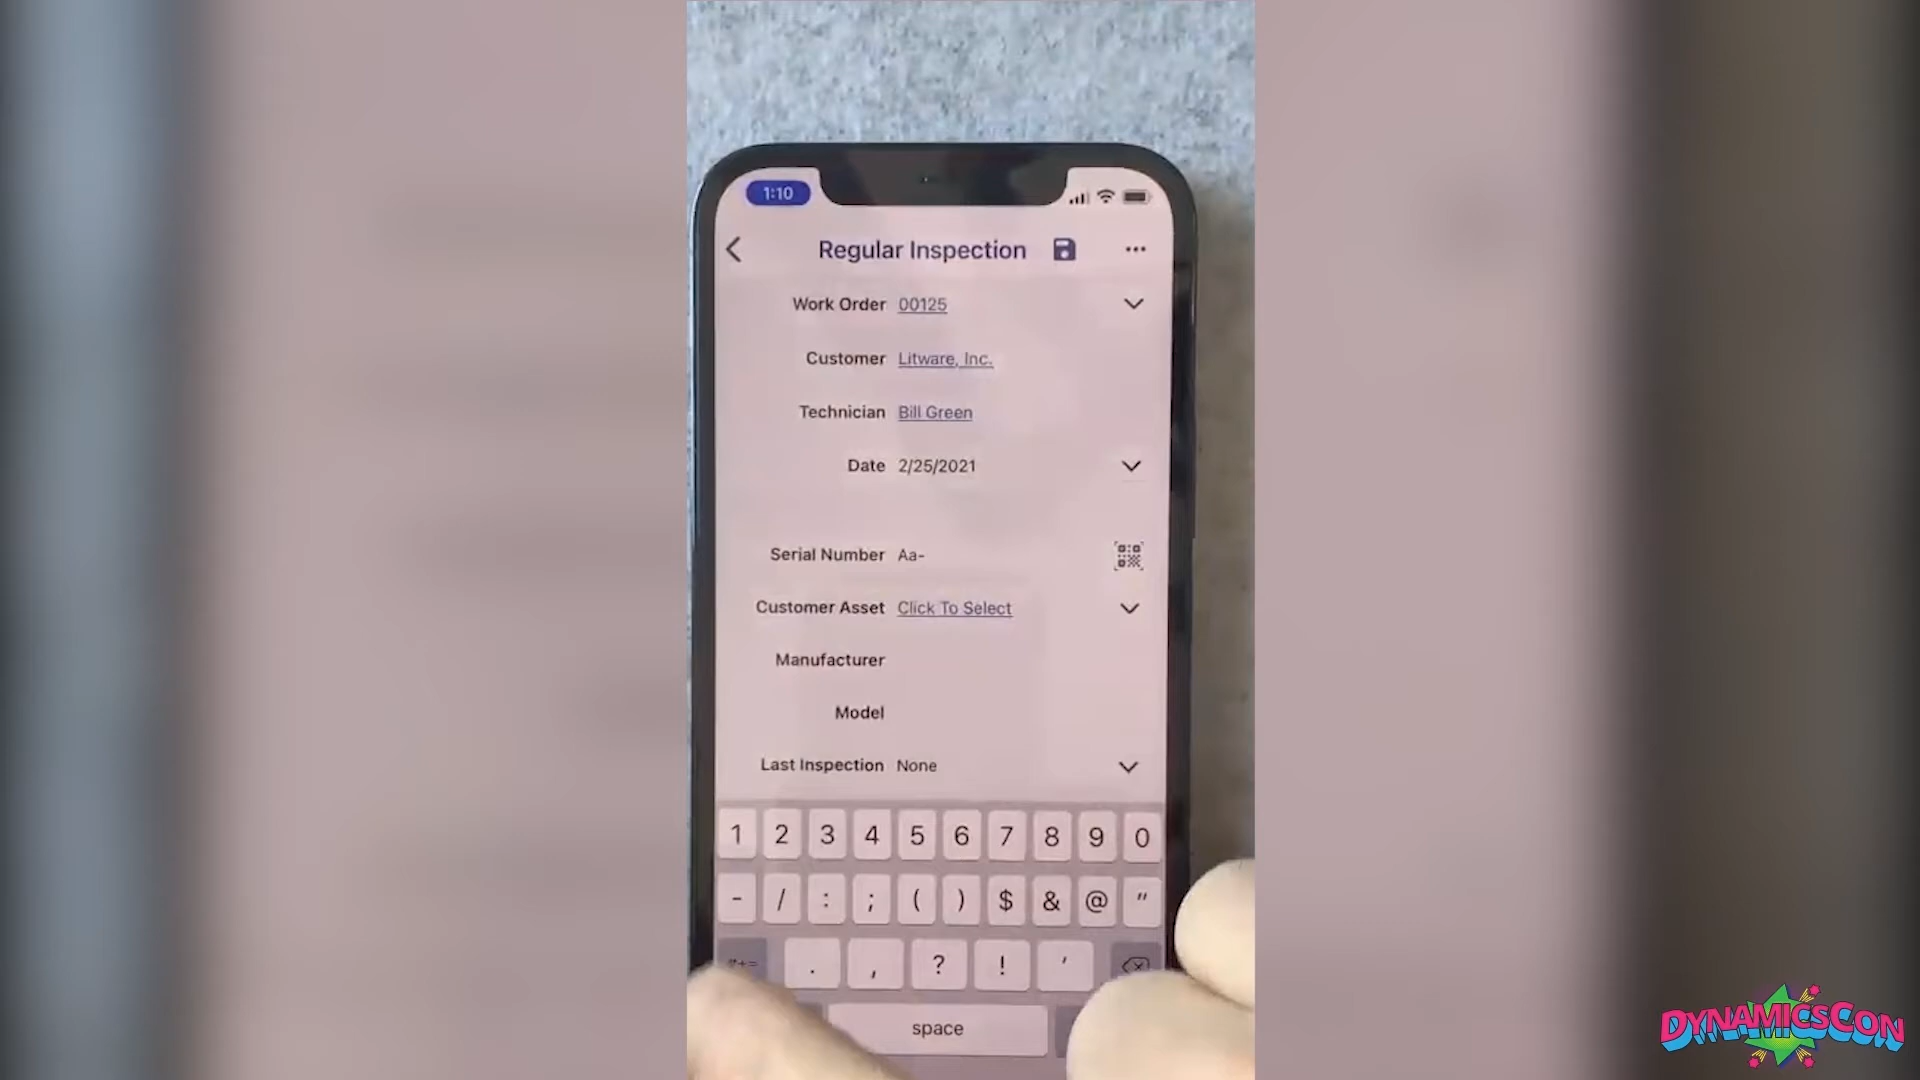 1:10
Regular Inspection
Work Order 00125
Customer Litware, Inc.
Technician Bill Green
Date 2/25/2021
Serial Number Aa-
Customer Asset Click To Select
Manufacturer
Model
Last Inspection None
1 2 3 4 5 6 7 8 9 0
- / : ; ( ) $ & @ "
#+= . , ? ! '
space
DYNAMICSCON